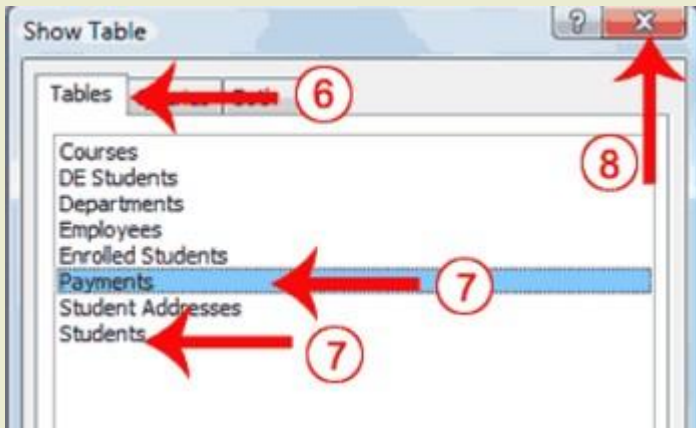 Show Table
Tables
6
8
Courses
DE Students
Departments
Employees
Enrolled Students
Payments
7
Student Addresses
Students
7